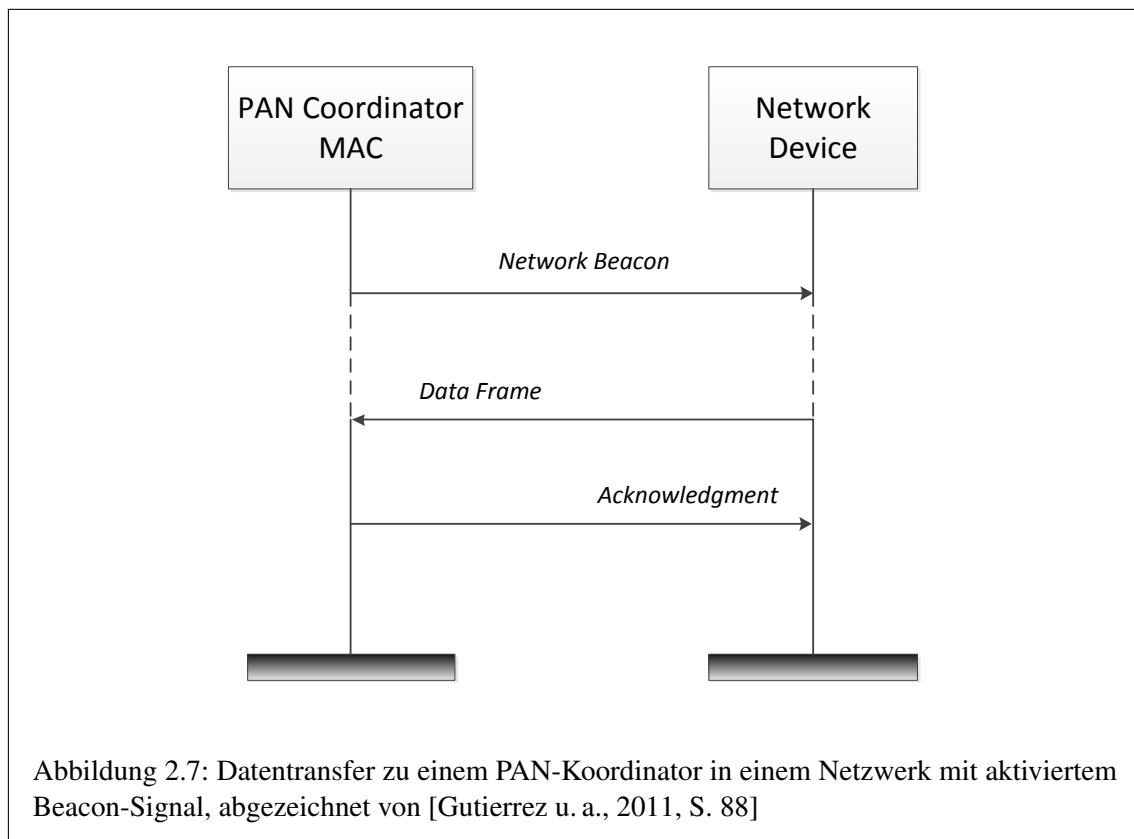 PAN Coordinator
MAC
Network
Device
Network Beacon
Data Frame
Acknowledgment
Abbildung 2.7: Datentransfer zu einem PAN-Koordinator in einem Netzwerk mit aktiviertem
Beacon-Signal, abgezeichnet von [Gutierrez u. a., 2011, S. 88]